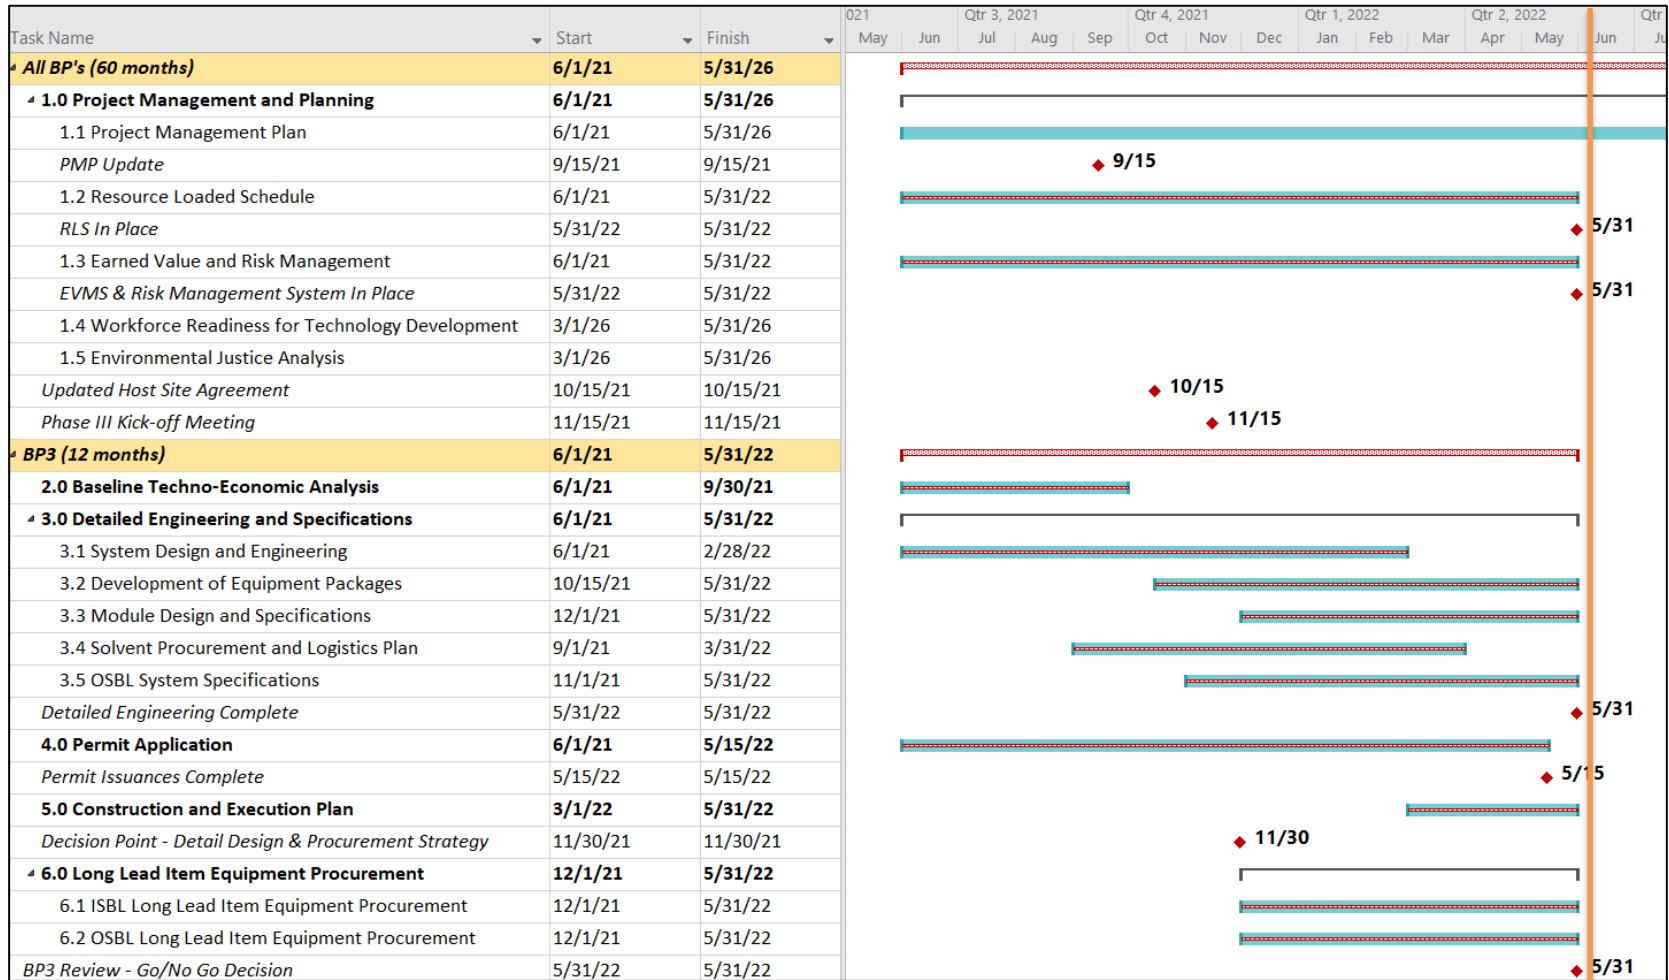 021 Qtr 3, 2021 Qtr 4, 2021 Qtr 1, 2022 Qtr 2, 2022 Qtr
Task Name Start Finish May Jun Jul Aug Sep Oct Nov Dec Jan Feb Mar Apr May Jun Ju
All BP's (60 months) 6/1/21 5/31/26
1.0 Project Management and Planning 6/1/21 5/31/26
1.1 Project Management Plan 6/1/21 5/31/26
PMP Update 9/15/21 9/15/21 9/15
1.2 Resource Loaded Schedule 6/1/21 5/31/22
RLS In Place 5/31/22 5/31/22 5/31
1.3 Earned Value and Risk Management 6/1/21 5/31/22
EVMS & Risk Management System In Place 5/31/22 5/31/22 5/31
1.4 Workforce Readiness for Technology Development 3/1/26 5/31/26
1.5 Environmental Justice Analysis 3/1/26 5/31/26
Updated Host Site Agreement 10/15/21 10/15/21 10/15
Phase III Kick-off Meeting 11/15/21 11/15/21 11/15
BP3 (12 months) 6/1/21 5/31/22
2.0 Baseline Techno-Economic Analysis 6/1/21 9/30/21
3.0 Detailed Engineering and Specifications 6/1/21 5/31/22
3.1 System Design and Engineering 6/1/21 2/28/22
3.2 Development of Equipment Packages 10/15/21 5/31/22
3.3 Module Design and Specifications 12/1/21 5/31/22
3.4 Solvent Procurement and Logistics Plan 9/1/21 3/31/22
3.5 OSBL System Specifications 11/1/21 5/31/22
Detailed Engineering Complete 5/31/22 5/31/22 5/31
4.0 Permit Application 6/1/21 5/15/22
Permit Issuances Complete 5/15/22 5/15/22 5/15
5.0 Construction and Execution Plan 3/1/22 5/31/22
Decision Point - Detail Design & Procurement Strategy 11/30/21 11/30/21 11/30
6.0 Long Lead Item Equipment Procurement 12/1/21 5/31/22
6.1 ISBL Long Lead Item Equipment Procurement 12/1/21 5/31/22
6.2 OSBL Long Lead Item Equipment Procurement 12/1/21 5/31/22
BP3 Review - Go/No Go Decision 5/31/22 5/31/22 5/31